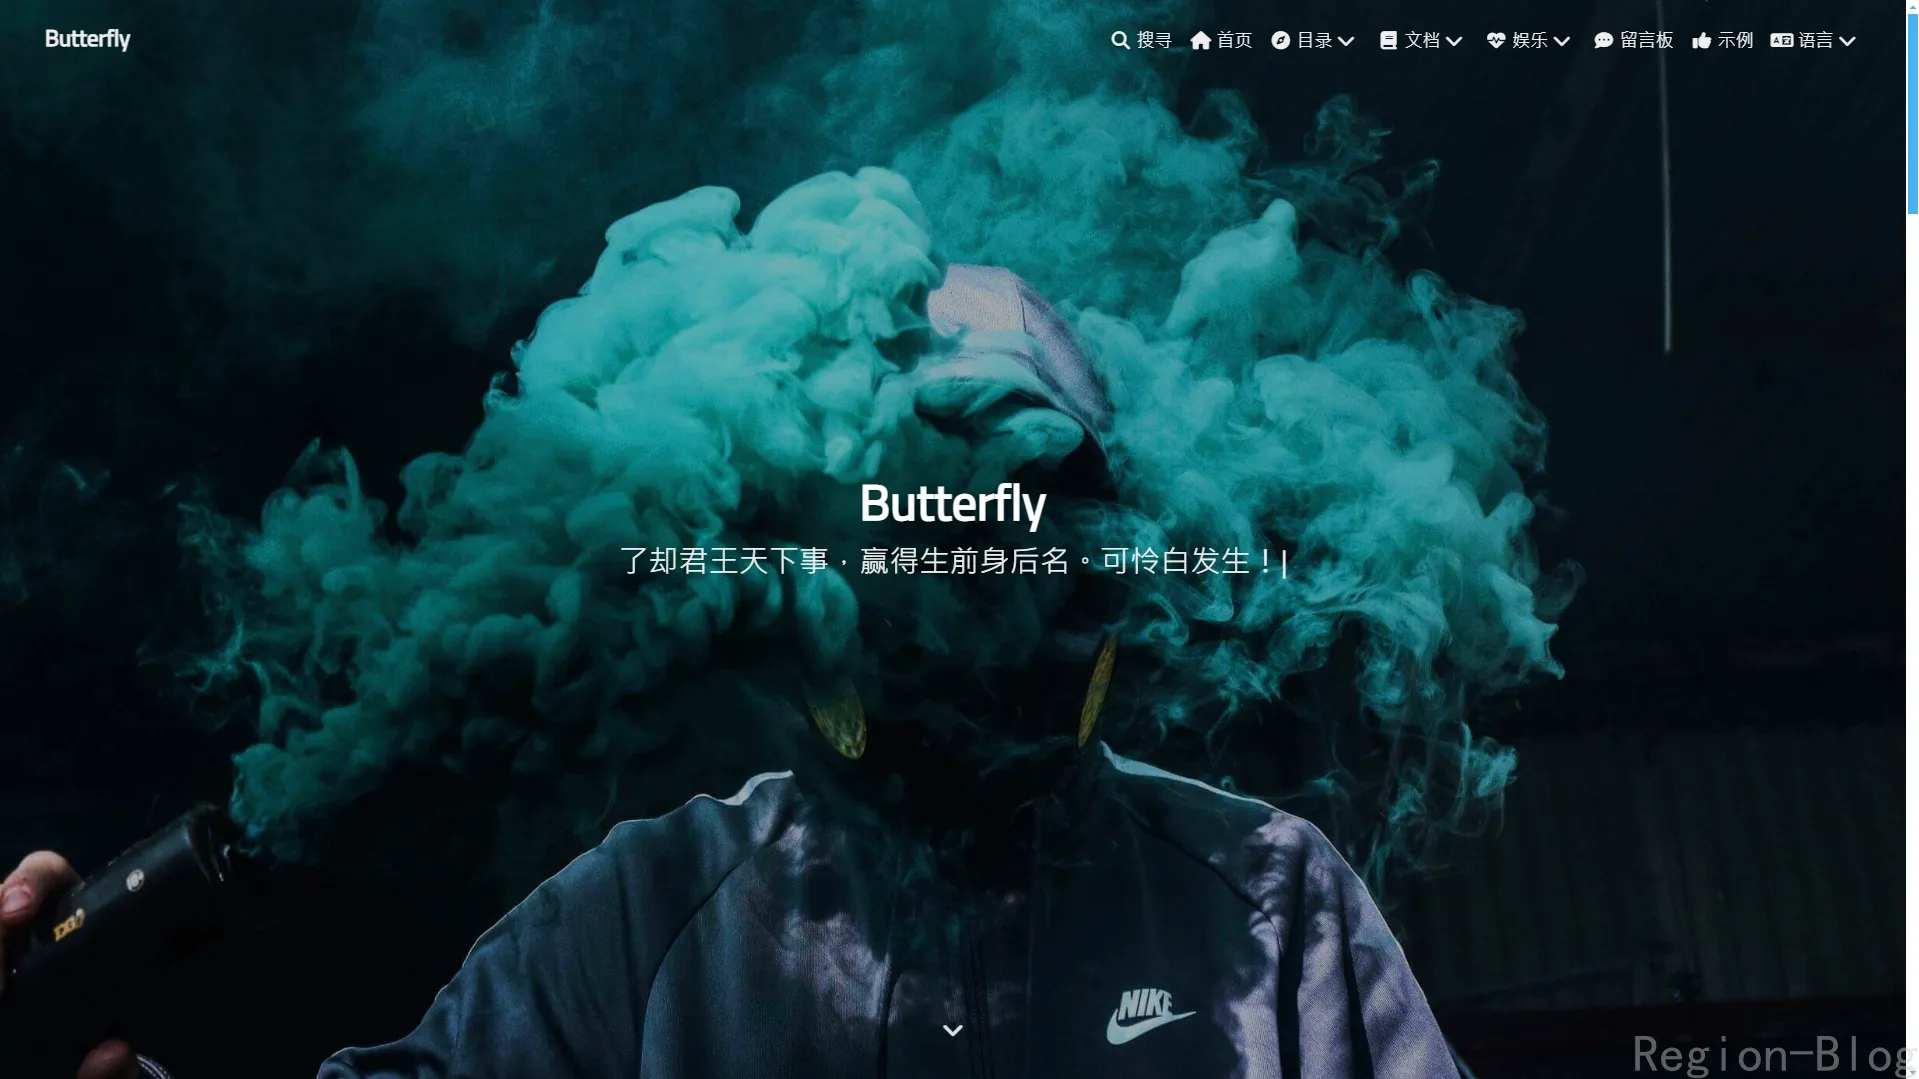 Butterfly
搜寻 首页 目录 文档 娱乐 留言板 示例 语言
Butterfly
了却君王天下事，赢得生前身后名。可怜白发生！|
NIKE
Region-Blog